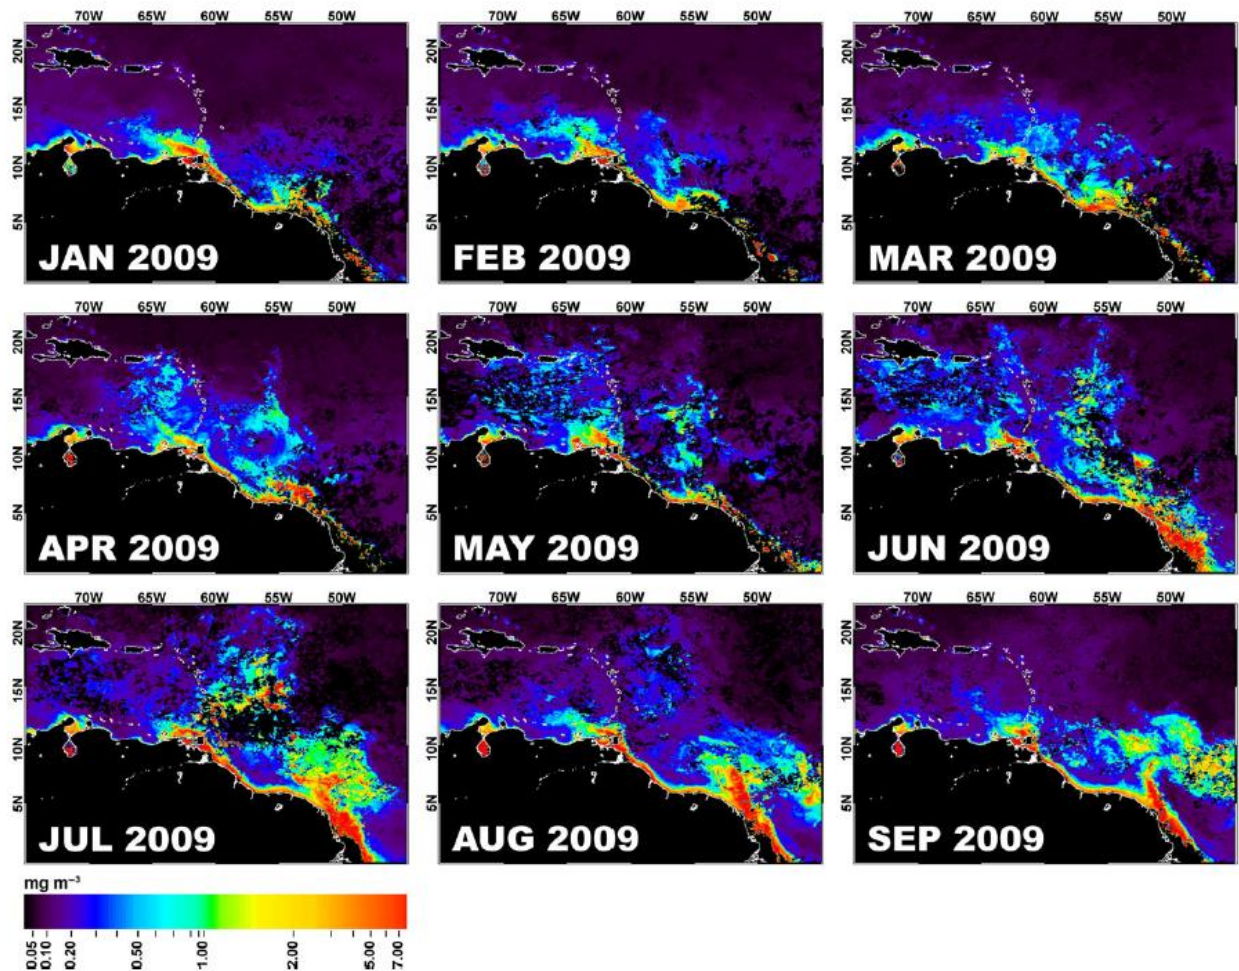 70W 65W 60W 55W 50W 70W 65W 60W 55W 50W 70W 65W 60W 55W 50W
20N 20N 20N
15N 15N 15N
10N 10N 10N
5N 5N 5N
JAN 2009 FEB 2009 MAR 2009
70W 65W 60W 55W 50W 70W 65W 60W 55W 50W 70W 65W 60W 55W 50W
20N 20N 20N
15N 15N 15N
10N 10N 10N
5N 5N 5N
APR 2009 MAY 2009 JUN 2009
70W 65W 60W 55W 50W 70W 65W 60W 55W 50W 70W 65W 60W 55W 50W
20N 20N 20N
15N 15N 15N
10N 10N 10N
5N 5N 5N
JUL 2009 AUG 2009 SEP 2009
mg m⁻³
0.05 0.10 0.20 0.50 1.00 2.00 5.00 7.00